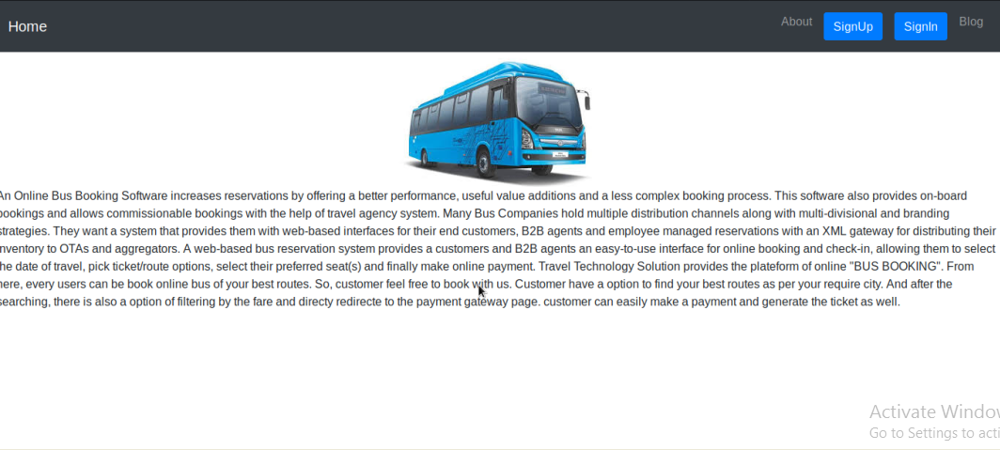 Home About SignUp SignIn Blog
An Online Bus Booking Software increases reservations by offering a better performance, useful value additions and a less complex booking process. This software also provides on-board
bookings and allows commissionable bookings with the help of travel agency system. Many Bus Companies hold multiple distribution channels along with multi-divisional and branding
strategies. They want a system that provides them with web-based interfaces for their end customers, B2B agents and employee managed reservations with an XML gateway for distributing their
inventory to OTAs and aggregators. A web-based bus reservation system provides a customers and B2B agents an easy-to-use interface for online booking and check-in, allowing them to select
the date of travel, pick ticket/route options, select their preferred seat(s) and finally make online payment. Travel Technology Solution provides the plateform of online "BUS BOOKING". From
here, every users can be book online bus of your best routes. So, customer feel free to book with us. Customer have a option to find your best routes as per your require city. And after the
searching, there is also a option of filtering by the fare and directy redirecte to the payment gateway page. customer can easily make a payment and generate the ticket as well.
Activate Window
Go to Settings to acti